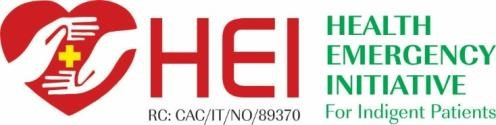 HEI
RC: CAC/IT/NO/89370
HEALTH
EMERGENCY
INITIATIVE
For Indigent Patients